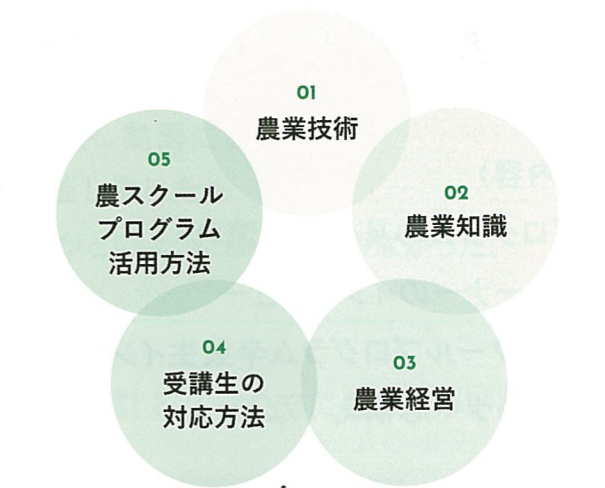 01
農業技術
02
農業知識
03
農業経営
04
受講生の
対応方法
05
農スクール
プログラム
活用方法